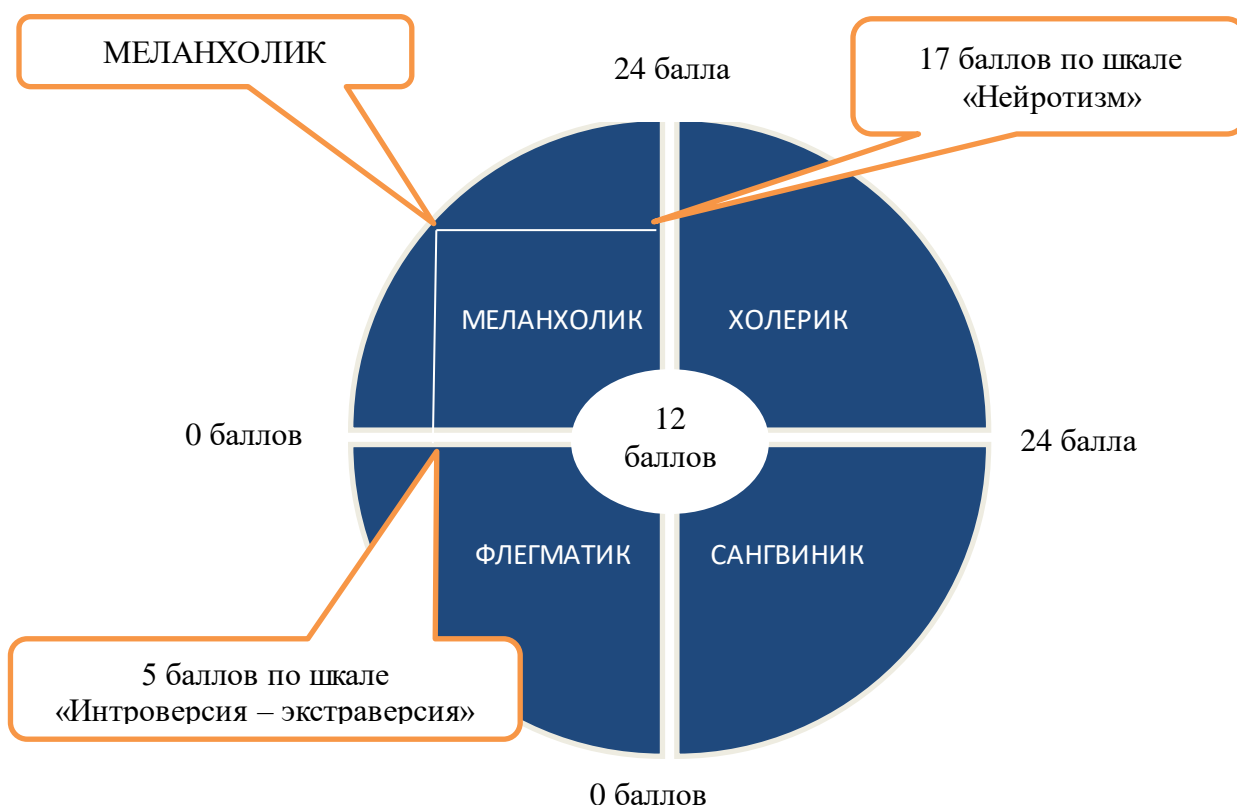 МЕЛАНХОЛИК
24 балла
17 баллов по шкале
«Нейротизм»
МЕЛАНХОЛИК
ХОЛЕРИК
0 баллов
12
баллов
24 балла
ФЛЕГМАТИК
САНГВИНИК
5 баллов по шкале
«Интроверсия – экстраверсия»
0 баллов